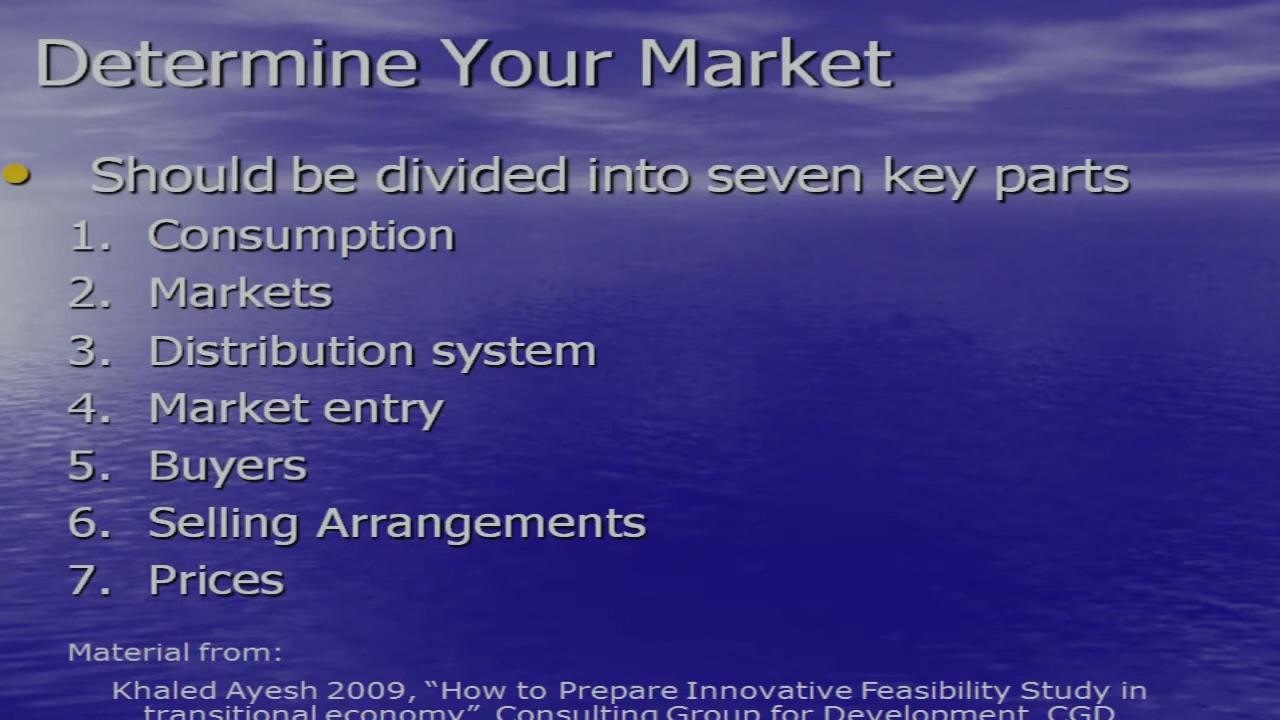 Determine Your Market
• Should be divided into seven key parts
1. Consumption
2. Markets
3. Distribution system
4. Market entry
5. Buyers
6. Selling Arrangements
7. Prices
Material from:
Khaled Ayesh 2009, “How to Prepare Innovative Feasibility Study in
transitional economy”, Consulting Group for Development, CGD